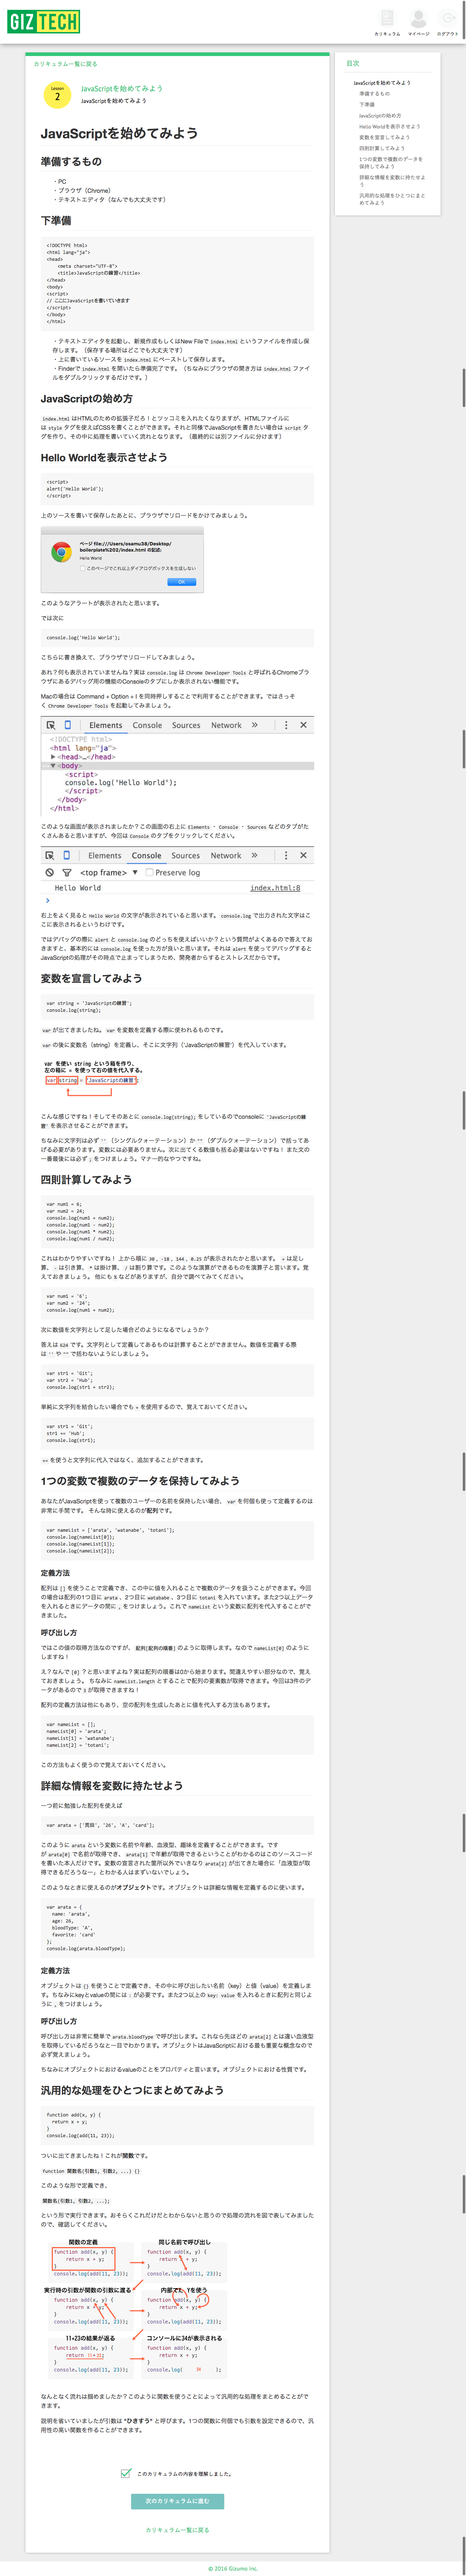 GIZTECH
カリキュラム
マイページ
ログアウト
カリキュラム一覧に戻る
Lesson
2
JavaScriptを始めてみよう
JavaScriptを始めてみよう
目次
JavaScriptを始めてみよう
準備するもの
下準備
JavaScriptの始め方
Hello Worldを表示させよう
変数を宣言してみよう
四則計算してみよう
1つの変数で複数のデータを
保持してみよう
詳細な情報を変数に持たせよ
う
汎用的な処理をひとつにまと
めてみよう
JavaScriptを始めてみよう
準備するもの
・PC
・ブラウザ（Chrome）
・テキストエディタ（なんでも大丈夫です）
下準備
<!DOCTYPE html>
<html lang="ja">
<head>
<meta charset="UTF-8">
<title>JavaScriptの練習</title>
</head>
<body>
<script>
// ここにJavaScriptを書いていきます
</script>
</body>
</html>
・テキストエディタを起動し、新規作成もしくはNew Fileで index.html というファイルを作成し保
存します。（保存する場所はどこでも大丈夫です）
・上に書いているソースを index.html にペーストして保存します。
・Finderで index.html を開いたら準備完了です。（ちなみにブラウザの開き方は index.html ファイ
ルをダブルクリックするだけです。）
JavaScriptの始め方
index.html はHTMLのための拡張子だろ！とツッコミを入れたくなりますが、HTMLファイルに
は style タグを使えばCSSを書くことができます。それと同様でJavaScriptを書きたい場合は script タ
グを作り、その中に処理を書いていく流れとなります。（最終的には別ファイルに分けます）
Hello Worldを表示させよう
<script>
alert('Hello World');
</script>
上のソースを書いて保存したあとに、ブラウザでリロードをかけてみましょう。
ページ file:///Users/osamu38/Desktop/
boilerplate%202/index.html の記述:
Hello World
このページでこれ以上ダイアログボックスを生成しない
OK
このようなアラートが表示されたと思います。
では次に
console.log('Hello World');
こちらに書き換えて、ブラウザでリロードしてみましょう。
あれ？何も表示されていませんね？実は console.log は Chrome Developer Tools と呼ばれるChromeブラ
ウザにあるデバッグ用の機能のConsoleのタブにしか表示されない機能です。
Macの場合は Command + Option + I を同時押しすることで利用することができます。ではさっそ
く Chrome Developer Tools を起動してみましょう。
Elements Console Sources Network
<!DOCTYPE html>
<html lang="ja">
<head>…</head>
<body>
<script>
console.log('Hello World');
</script>
</body>
</html>
このような画面が表示されましたか？この画面の右上に Elements ・ Console ・ Sources などのタブがた
くさんあると思いますが、今回は Console のタブをクリックしてください。
Elements Console Sources Network
<top frame> Preserve log
Hello World index.html:8
右上をよく見ると Hello World の文字が表示されていると思います。 console.log で出力された文字はこ
こに表示されるというわけです。
ではデバッグの際に alert と console.log のどっちを使えばいいか？という質問がよくあるので答えてお
きますと、基本的には console.log を使った方が良いと思います。それは alert を使ってデバッグすると
JavaScriptの処理がその時点で止まってしまうため、開発者からするとストレスだからです。
変数を宣言してみよう
var string = 'JavaScriptの練習';
console.log(string);
var が出てきましたね。 var を変数を定義する際に使われるものです。
var の後に変数名（string）を定義し、そこに文字列（'JavaScriptの練習'）を代入しています。
var を使い string という箱を作り、
左の箱に = を使って右の値を代入する。
var string = 'JavaScriptの練習';
こんな感じですね！そしてそのあとに console.log(string); をしているのでconsoleに 'JavaScriptの練
習' を表示させることができます。
ちなみに文字列は必ず ''（シングルクォーテーション）か ""（ダブルクォーテーション）で括ってあ
げる必要があります。変数には必要ありません。次に出てくる数値も括る必要はないですね！ また文の
一番最後には必ず ; をつけましょう。マナー的なやつですね。
四則計算してみよう
var num1 = 6;
var num2 = 24;
console.log(num1 + num2);
console.log(num1 - num2);
console.log(num1 * num2);
console.log(num1 / num2);
これはわかりやすいですね！ 上から順に 30 、-18 、144 、0.25 が表示されたかと思います。 + は足し
算、 - は引き算、 * は掛け算、 / は割り算です。このような演算ができるものを演算子と言います。覚
えておきましょう。 他にも % などがありますが、自分で調べてみてください。
var num1 = '6';
var num2 = '24';
console.log(num1 + num2);
次に数値を文字列として足した場合どのようになるでしょうか？
答えは 624 です。文字列として定義してあるものは計算することができません。数値を定義する際
は '' や "" で括わないようにしましょう。
var str1 = 'Git';
var str2 = 'Hub';
console.log(str1 + str2);
単純に文字列を結合したい場合でも + を使用するので、覚えておいてください。
var str1 = 'Git';
str1 += 'Hub';
console.log(str1);
+= を使うと文字列に代入ではなく、追加することができます。
1つの変数で複数のデータを保持してみよう
あなたがJavaScriptを使って複数のユーザーの名前を保持したい場合、 var を何個も使って定義するのは
非常に手間です。 そんな時に使えるのが配列です。
var nameList = ['arata', 'watanabe', 'totani'];
console.log(nameList[0]);
console.log(nameList[1]);
console.log(nameList[2]);
定義方法
配列は [] を使うことで定義でき、この中に値を入れることで複数のデータを扱うことができます。今回
の場合は配列の1つ目に arata 、2つ目に watababe 、3つ目に totani を入れています。また2つ以上データ
を入れるときにデータの間に , をつけましょう。これで nameList という変数に配列を代入することがで
きました。
呼び出し方
ではこの値の取得方法なのですが、 配列[配列の順番] のように取得します。なので nameList[0] のように
しますね！
え？なんで [0] ？と思いますよね？実は配列の順番は0から始まります。間違えやすい部分なので、覚え
ておきましょう。 ちなみに nameList.length とすることで配列の要素数が取得できます。今回は3件のデ
ータがあるので 3 が取得できますね！
配列の定義方法は他にもあり、空の配列を生成したあとに値を代入する方法もあります。
var nameList = [];
nameList[0] = 'arata';
nameList[1] = 'watanabe';
nameList[2] = 'totani';
この方法もよく使うので覚えておいてください。
詳細な情報を変数に持たせよう
一つ前に勉強した配列を使えば
var arata = ['荒田', '26', 'A', 'card'];
このように arata という変数に名前や年齢、血液型、趣味を定義することができます。です
が arata[0] で名前が取得でき、 arata[1] で年齢が取得できるということがわかるのはこのソースコード
を書いた本人だけです。変数の宣言された箇所以外でいきなり arata[2] が出てきた場合に「血液型が取
得できるだろうなー」とわかる人はまずいないでしょう。
このようなときに使えるのがオブジェクトです。オブジェクトは詳細な情報を定義するのに使います。
var arata = {
name: 'arata',
age: 26,
bloodType: 'A',
favorite: 'card'
};
console.log(arata.bloodType);
定義方法
オブジェクトは {} を使うことで定義でき、その中に呼び出したい名前（key）と値（value）を定義しま
す。ちなみにkeyとvalueの間には : が必要です。また2つ以上の key: value を入れるときに配列と同じよ
うに , をつけましょう。
呼び出し方
呼び出し方は非常に簡単で arata.bloodType で呼び出します。これなら先ほどの arata[2] とは違い血液型
を取得しているだろうなと一目でわかります。オブジェクトはJavaScriptにおける最も重要な概念なので
必ず覚えましょう。
ちなみにオブジェクトにおけるvalueのことをプロパティと言います。オブジェクトにおける性質です。
汎用的な処理をひとつにまとめてみよう
function add(x, y) {
return x + y;
}
console.log(add(11, 23));
ついに出てきましたね！これが関数です。
function 関数名(引数1, 引数2, ...) {}
このような形で定義でき、
関数名(引数1, 引数2, ...);
という形で実行できます。おそらくこれだけだとわからないと思うので処理の流れを図で表してみました
ので、確認してください。
関数の定義
function add(x, y) {
return x + y;
}
console.log(add(11, 23));
同じ名前で呼び出し
function add(x, y) {
return x + y;
}
console.log(add(11, 23));
実行時の引数が関数の引数に渡る
function add(x, y) {
return x + y;
}
console.log(add(11, 23));
内部でX、Yを使う
function add(x, y) {
return x + y;
}
console.log(add(11, 23));
11+23の結果が返る
function add(x, y) {
return (11 + 23);
}
console.log(add(11, 23));
コンソールに34が表示される
function add(x, y) {
return x + y;
}
console.log( 34 );
なんとなく流れは掴めましたか？このように関数を使うことによって汎用的な処理をまとめることがで
きます。
説明を省いていましたが引数は "ひきすう" と呼びます。1つの関数に何個でも引数を設定できるので、汎
用性の高い関数を作ることができます。
このカリキュラムの内容を理解しました。
次のカリキュラムに進む
カリキュラム一覧に戻る
© 2016 Gizumo inc.